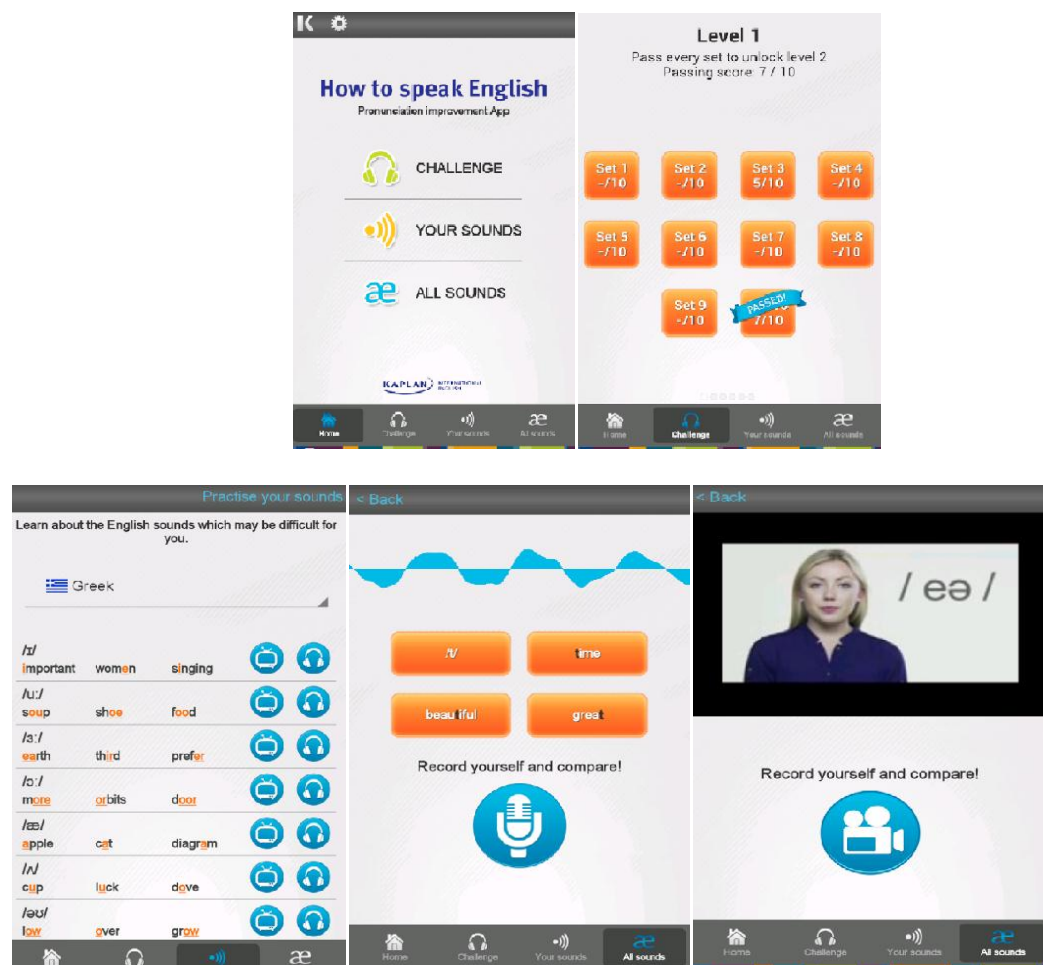 How to speak English
Pronunciation improvement App
CHALLENGE
YOUR SOUNDS
ALL SOUNDS
KAPLAN INTERNATIONAL ENGLISH
Home Challenge Your sounds All sounds
Level 1
Pass every set to unlock level 2
Passing score: 7 / 10
Set 1 Set 2 Set 3 Set 4
-/10 -/10 5/10 -/10
Set 5 Set 6 Set 7 Set 8
-/10 -/10 -/10 -/10
Set 9 PASSED!
-/10 7/10
Home Challenge Your sounds All sounds
Practise your sounds
Learn about the English sounds which may be difficult for
you.
Greek
/ɪ/
important women singing
/uː/
soup shoe food
/ɜː/
earth third prefer
/ɔː/
more orbits door
/æ/
apple cat diagram
/ʌ/
cup luck dove
/əʊ/
low over grow
< Back
/t/ time
beautiful great
Record yourself and compare!
Home Challenge Your sounds All sounds
< Back
/ eə /
Record yourself and compare!
Home Challenge Your sounds All sounds